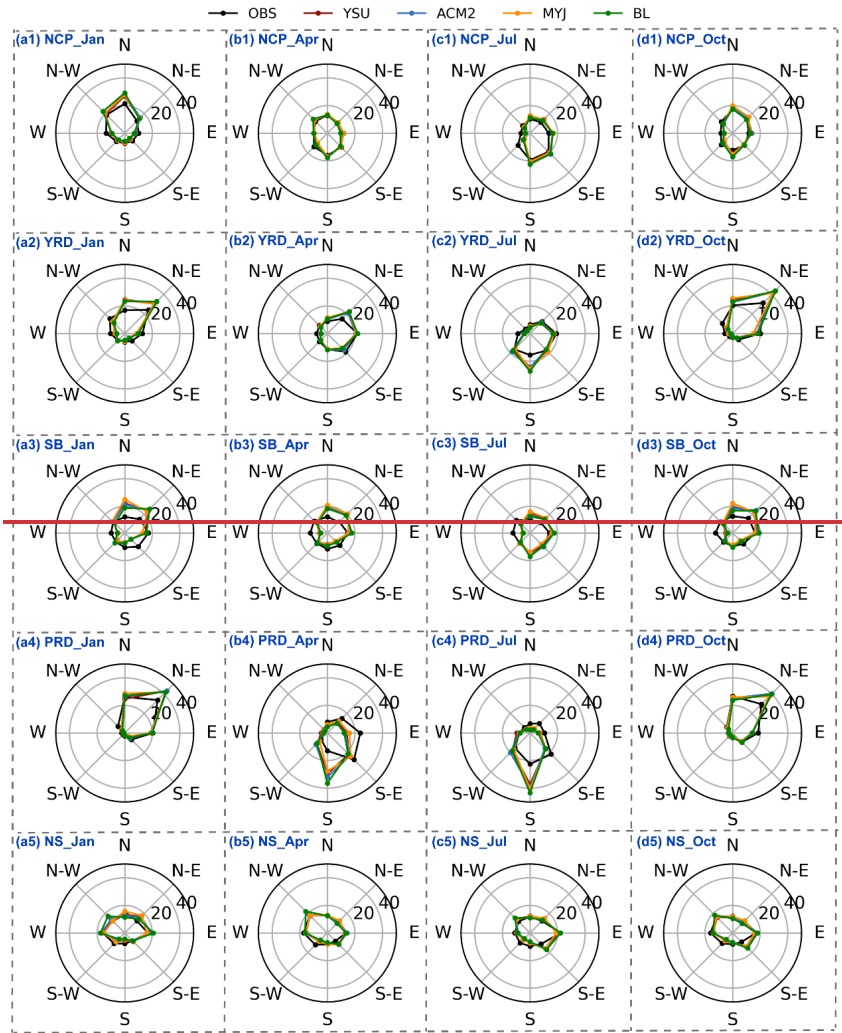 OBS YSU ACM2 MYJ BL
(a1) NCP_Jan N (b1) NCP_Apr N (c1) NCP_Jul N (d1) NCP_Oct N
N-W N-E N-W N-E N-W N-E N-W N-E
20 40 20 40 20 40 20 40
W E W E W E W E
S-W S-E S-W S-E S-W S-E S-W S-E
S S S S
(a2) YRD_Jan N (b2) YRD_Apr N (c2) YRD_Jul N (d2) YRD_Oct N
N-W N-E N-W N-E N-W N-E N-W N-E
20 40 20 40 20 40 20 40
W E W E W E W E
S-W S-E S-W S-E S-W S-E S-W S-E
S S S S
(a3) SB_Jan N (b3) SB_Apr N (c3) SB_Jul N (d3) SB_Oct N
N-W N-E N-W N-E N-W N-E N-W N-E
20 40 20 40 20 40 20 40
W E W E W E W E
S-W S-E S-W S-E S-W S-E S-W S-E
S S S S
(a4) PRD_Jan N (b4) PRD_Apr N (c4) PRD_Jul N (d4) PRD_Oct N
N-W N-E N-W N-E N-W N-E N-W N-E
20 40 20 40 20 40 20 40
W E W E W E W E
S-W S-E S-W S-E S-W S-E S-W S-E
S S S S
(a5) NS_Jan N (b5) NS_Apr N (c5) NS_Jul N (d5) NS_Oct N
N-W N-E N-W N-E N-W N-E N-W N-E
20 40 20 40 20 40 20 40
W E W E W E W E
S-W S-E S-W S-E S-W S-E S-W S-E
S S S S